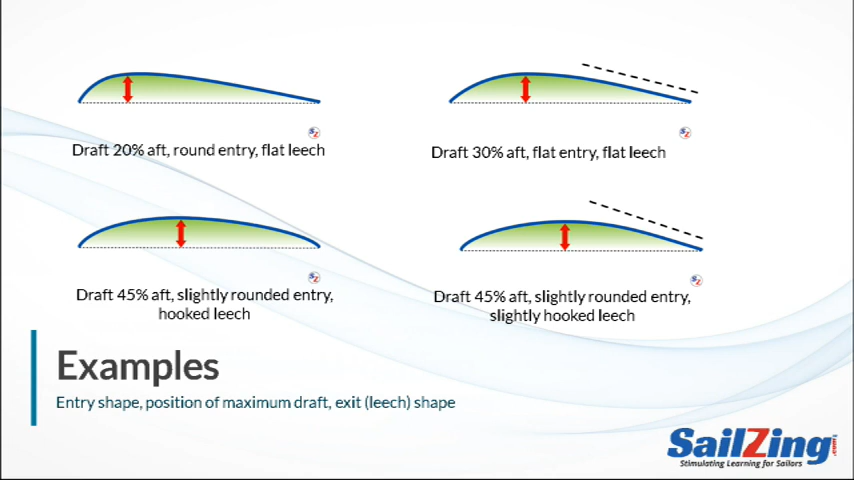 Draft 20% aft, round entry, flat leech
Draft 30% aft, flat entry, flat leech
Draft 45% aft, slightly rounded entry,
hooked leech
Draft 45% aft, slightly rounded entry,
slightly hooked leech
Examples
Entry shape, position of maximum draft, exit (leech) shape
SailZing.com
Stimulating Learning for Sailors